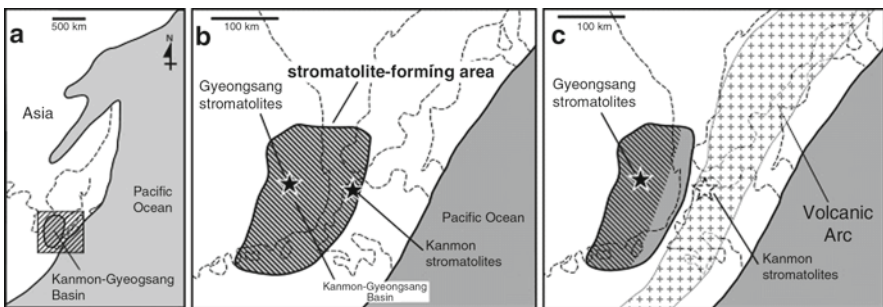 a
500 km
N
Asia
Pacific
Ocean
Kanmon-Gyeogsang
Basin
b
100 km
stromatolite-forming area
Gyeongsang
stromatolites
Pacific Ocean
Kanmon
stromatolites
Kanmon-Gyeongsang
Basin
c
100 km
Gyeongsang
stromatolites
Volcanic
Arc
Kanmon
stromatolites